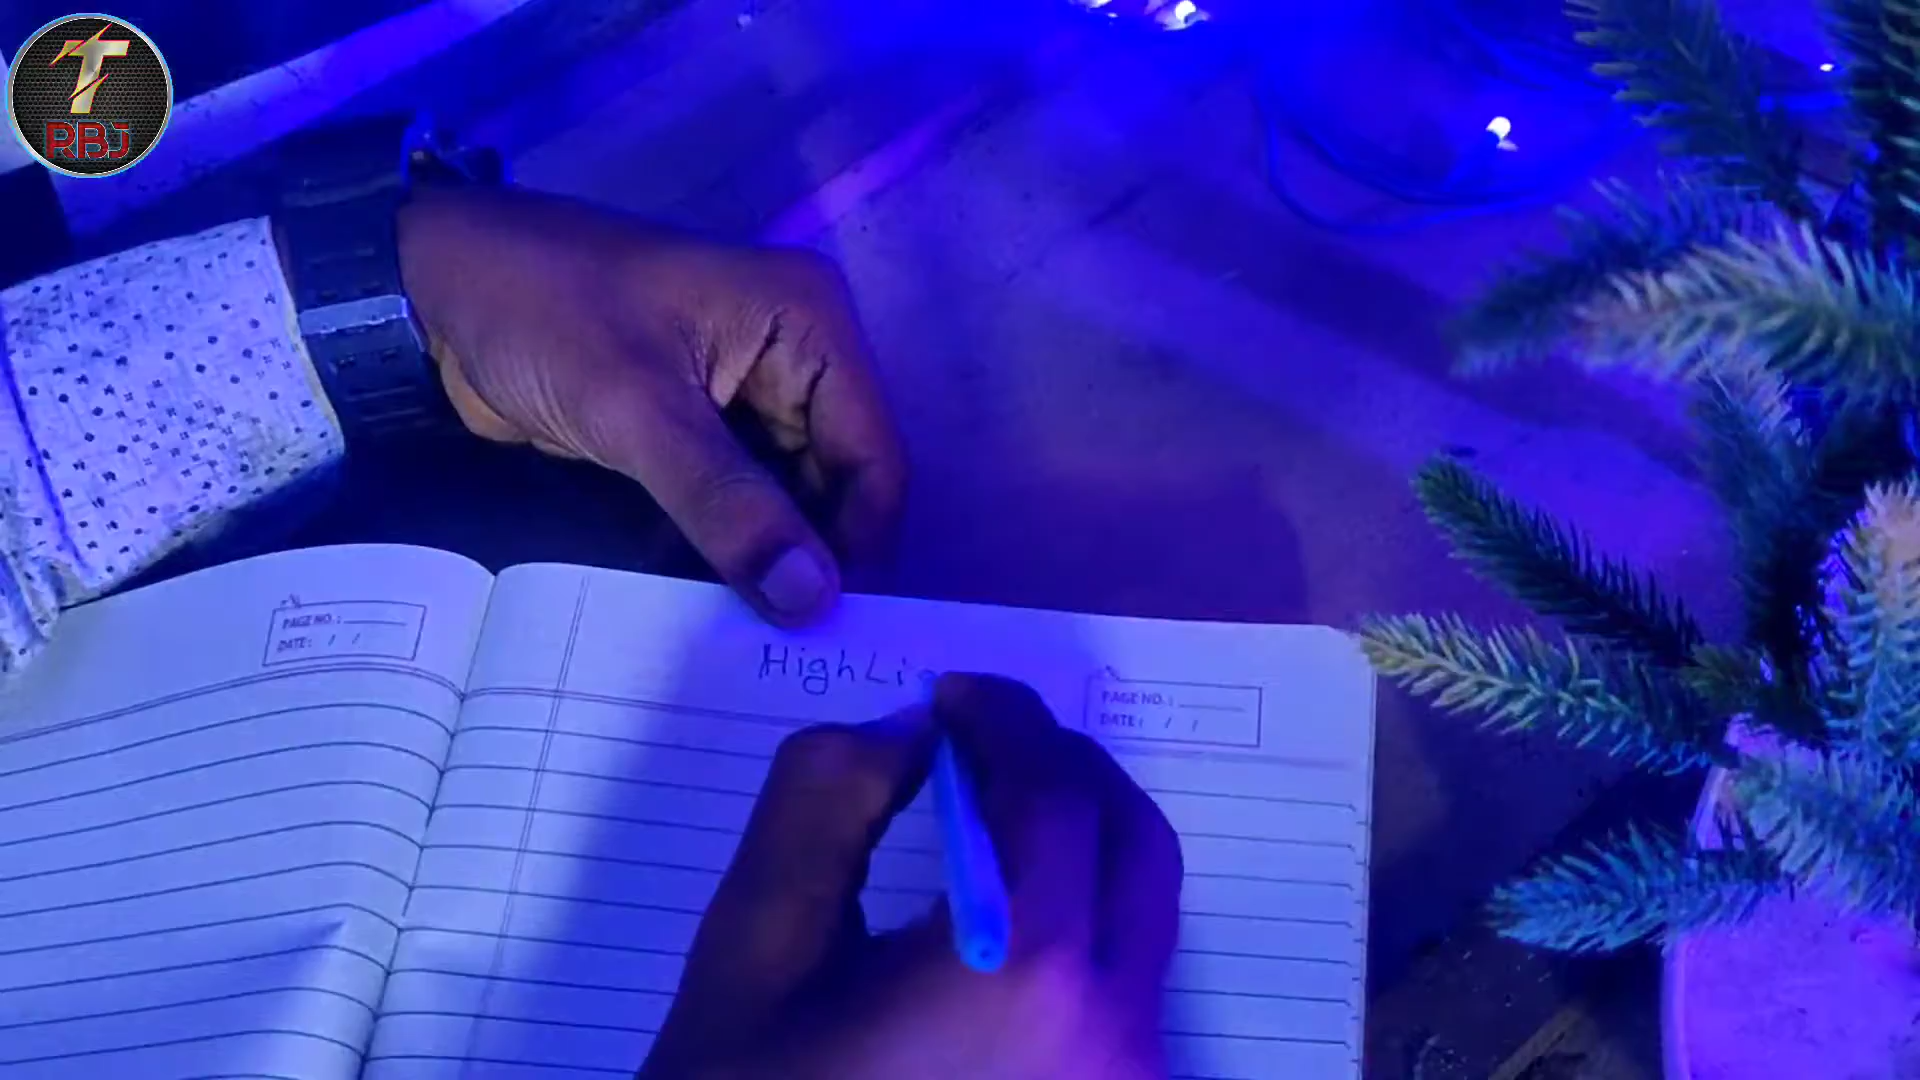 T
RBJ
PAGE NO.:
DATE: / /
HighLi
PAGE NO.:
DATE: / /